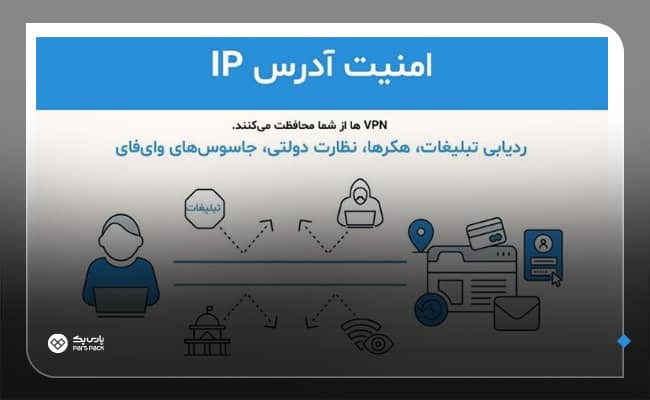 امنیت آدرس IP
VPN ها از شما محافظت می‌کنند.
ردیابی تبلیغات، هکرها، نظارت دولتی، جاسوس‌های وای‌فای
تبلیغات
پارس پک
PARS PACK